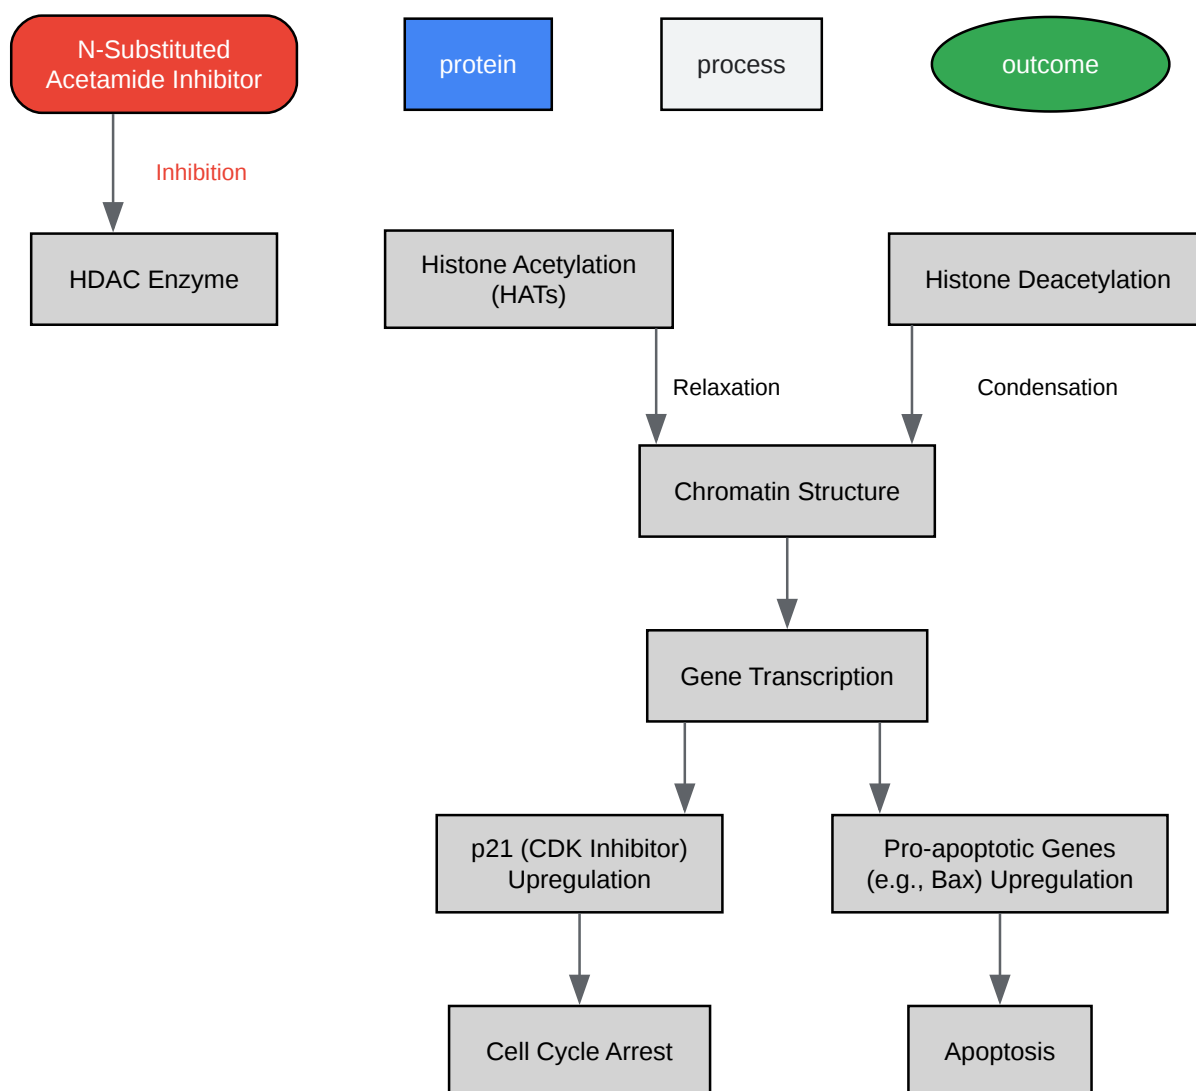 N-Substituted
Acetamide Inhibitor
protein
process
outcome
Inhibition
HDAC Enzyme
Histone Acetylation
(HATs)
Histone Deacetylation
Relaxation
Condensation
Chromatin Structure
Gene Transcription
p21 (CDK Inhibitor)
Upregulation
Pro-apoptotic Genes
(e.g., Bax) Upregulation
Cell Cycle Arrest
Apoptosis